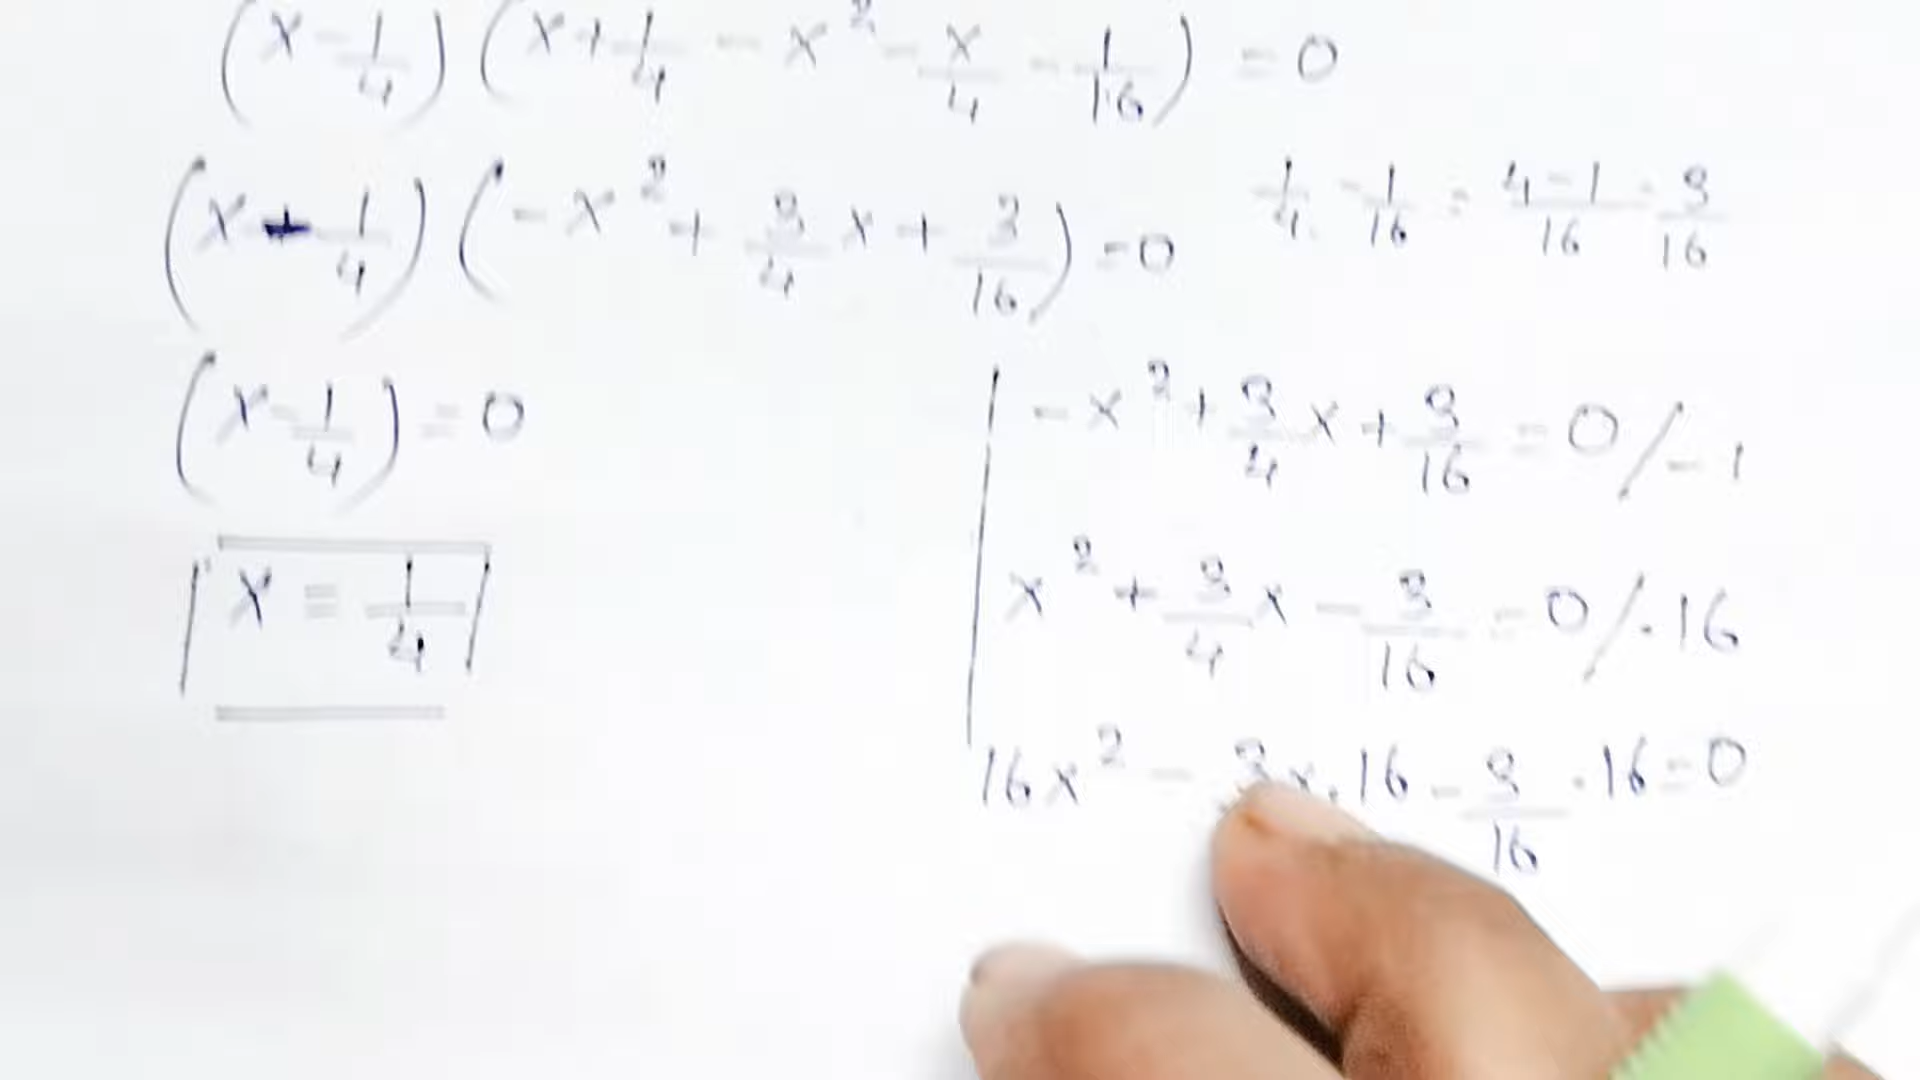 (x - 1/4) (x + 1/4 - x² - x/4 - 1/16) = 0
(x + 1/4) (-x² + 3/4 x + 3/16) = 0
1/4 - 1/16 = 4-1/16 = 3/16
(x - 1/4) = 0
x = 1/4
-x² + 3/4 x + 3/16 = 0 / -1
x² + 3/4 x - 3/16 = 0 / ·16
16x² - 3x·16 - 3/16 ·16 = 0